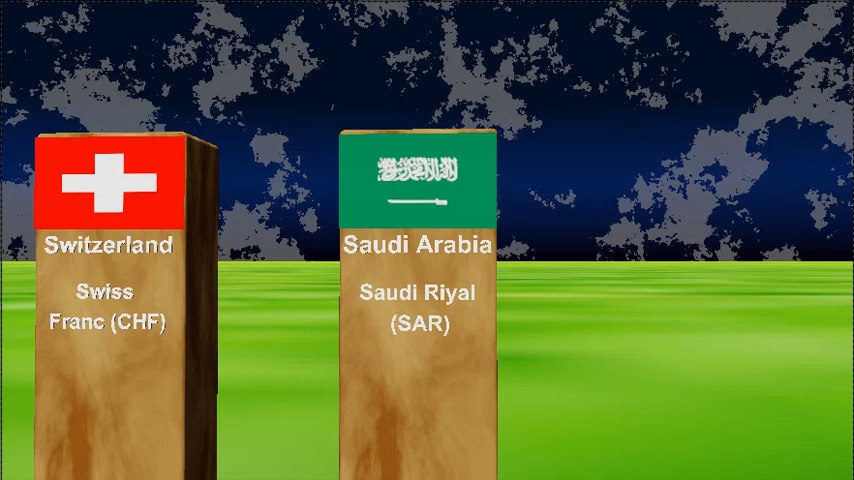 Switzerland
Swiss
Franc (CHF)
Saudi Arabia
Saudi Riyal
(SAR)